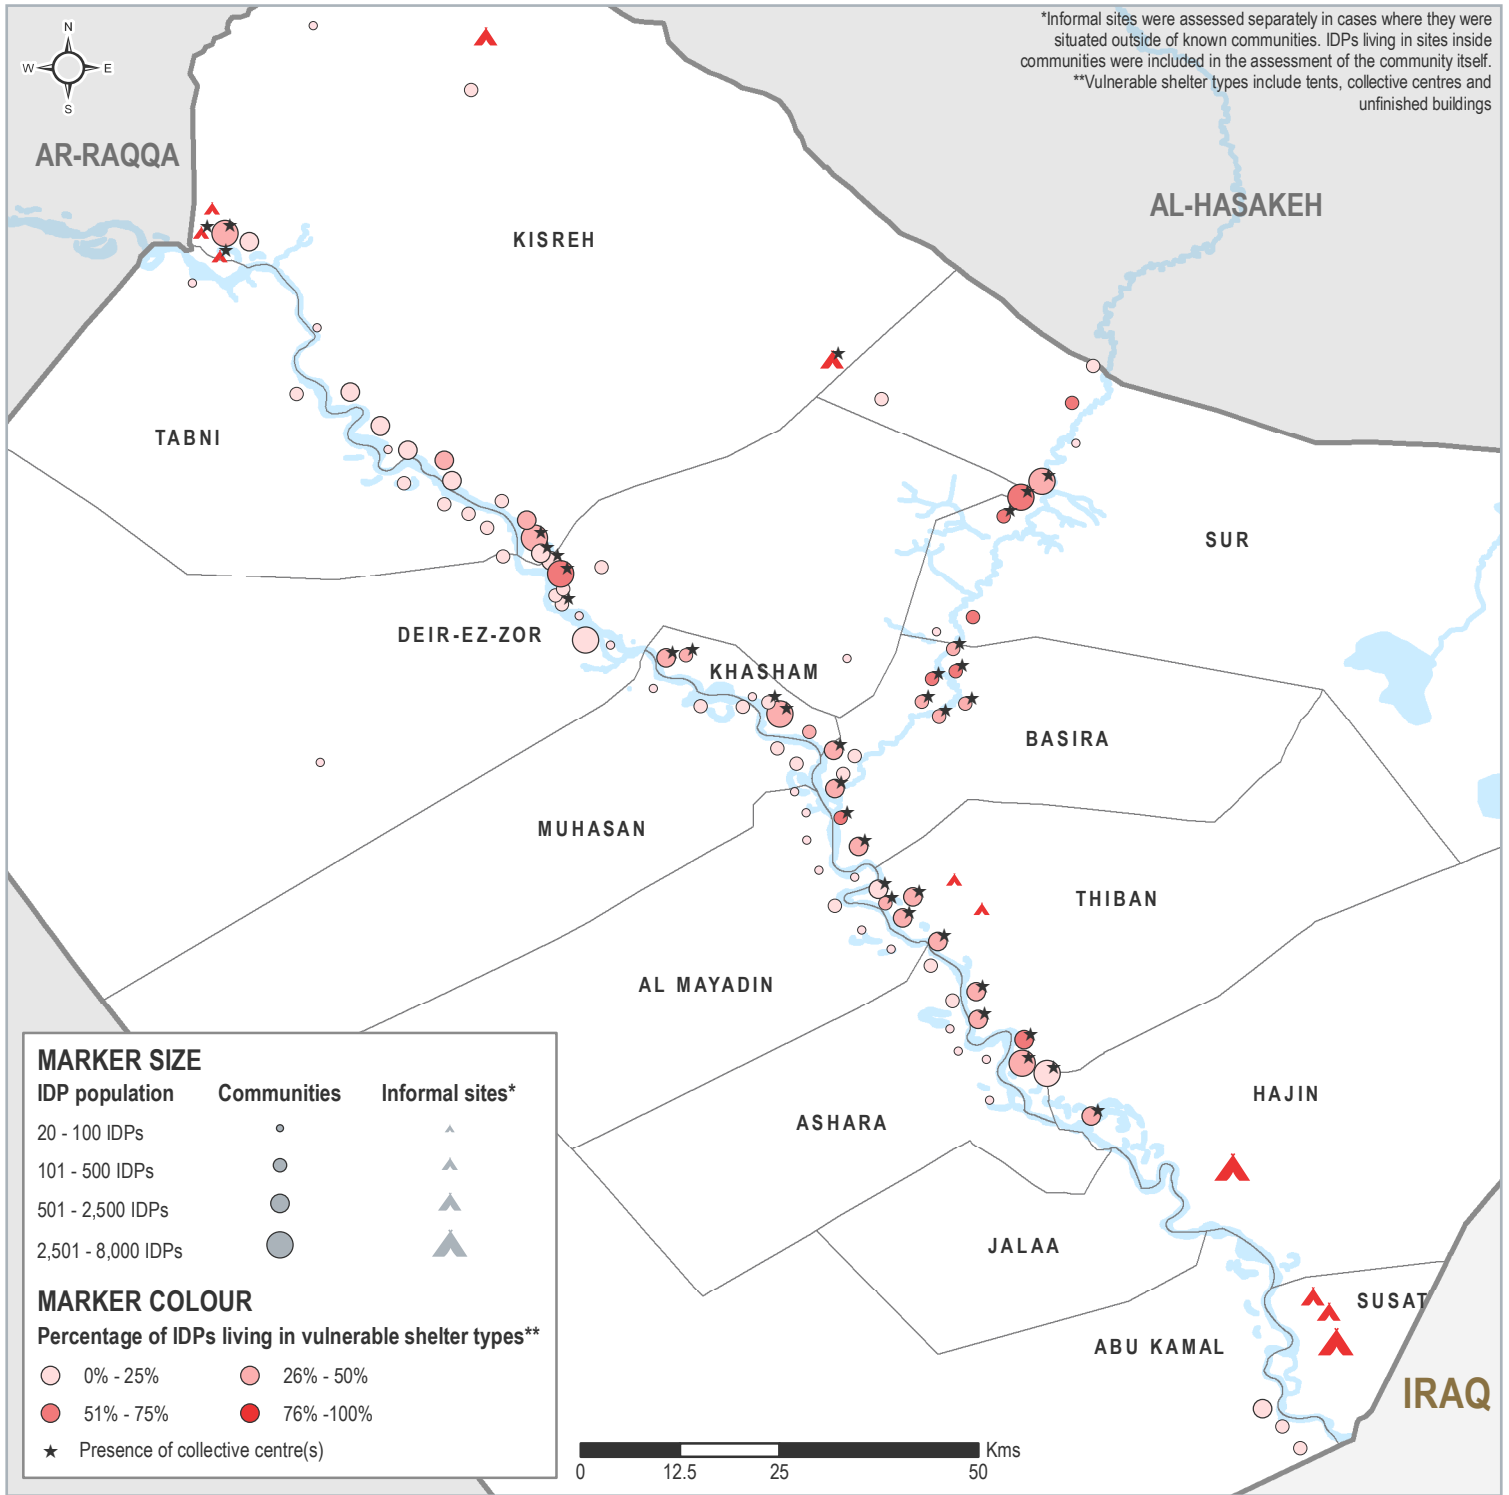 *Informal sites were assessed separately in cases where they were
situated outside of known communities. IDPs living in sites inside
communities were included in the assessment of the community itself.
**Vulnerable shelter types include tents, collective centres and
unfinished buildings
N
W
E
S
AR-RAQQA
AL-HASAKEH
KISREH
TABNI
SUR
DEIR-EZ-ZOR
KHASHAM
BASIRA
MUHASAN
THIBAN
AL MAYADIN
HAJIN
ASHARA
JALAA
SUSAT
ABU KAMAL
IRAQ
MARKER SIZE
IDP population Communities Informal sites*
20 - 100 IDPs
101 - 500 IDPs
501 - 2,500 IDPs
2,501 - 8,000 IDPs
MARKER COLOUR
Percentage of IDPs living in vulnerable shelter types**
0% - 25% 26% - 50%
51% - 75% 76% -100%
Presence of collective centre(s)
Kms
0 12.5 25 50